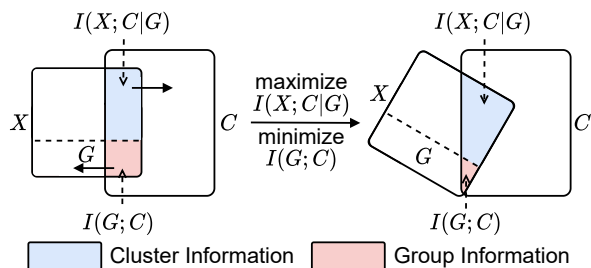 I(X;C|G)
X
G
C
I(G;C)
maximize
I(X;C|G)
minimize
I(G;C)
I(X;C|G)
X
G
C
I(G;C)
Cluster Information
Group Information